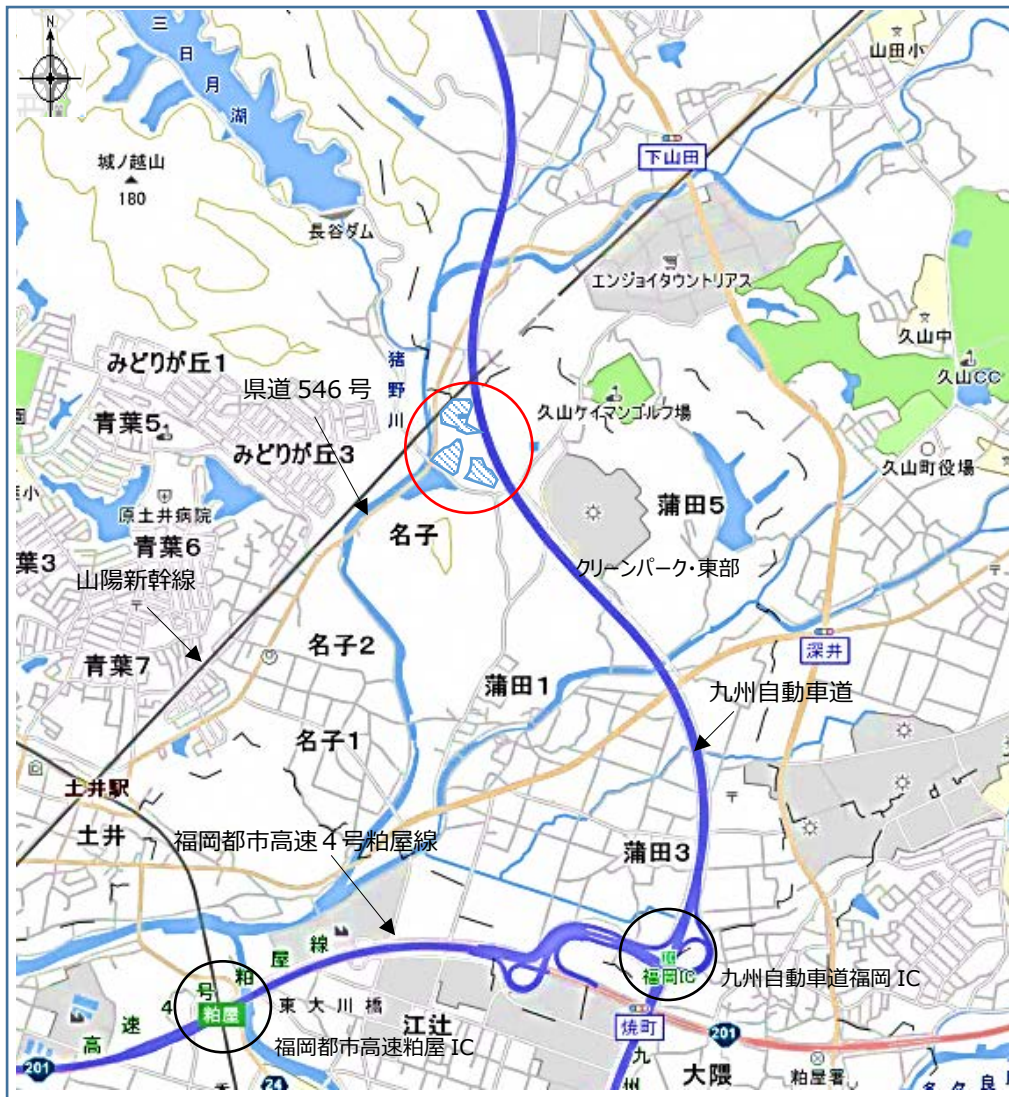 N
三日月湖
山田小
城ノ越山
180
下山田
長谷ダム
エンジョイタウントリアス
久山中
みどりが丘1
猪野川
県道 546 号
久山ケイマンゴルフ場
久山CC
青葉5
みどりが丘3
久山町役場
原土井病院
名子
蒲田5
青葉6
葉3
山陽新幹線
クリーンパーク・東部
名子2
深井
青葉7
蒲田1
九州自動車道
名子1
土井駅
土井
福岡都市高速 4 号粕屋線
蒲田3
福岡IC
九州自動車道福岡 IC
高速4号粕屋線
粕屋
東大川橋
江辻
焼町
201
福岡都市高速粕屋 IC
201
大隈
粕屋署
24
九州
多々良